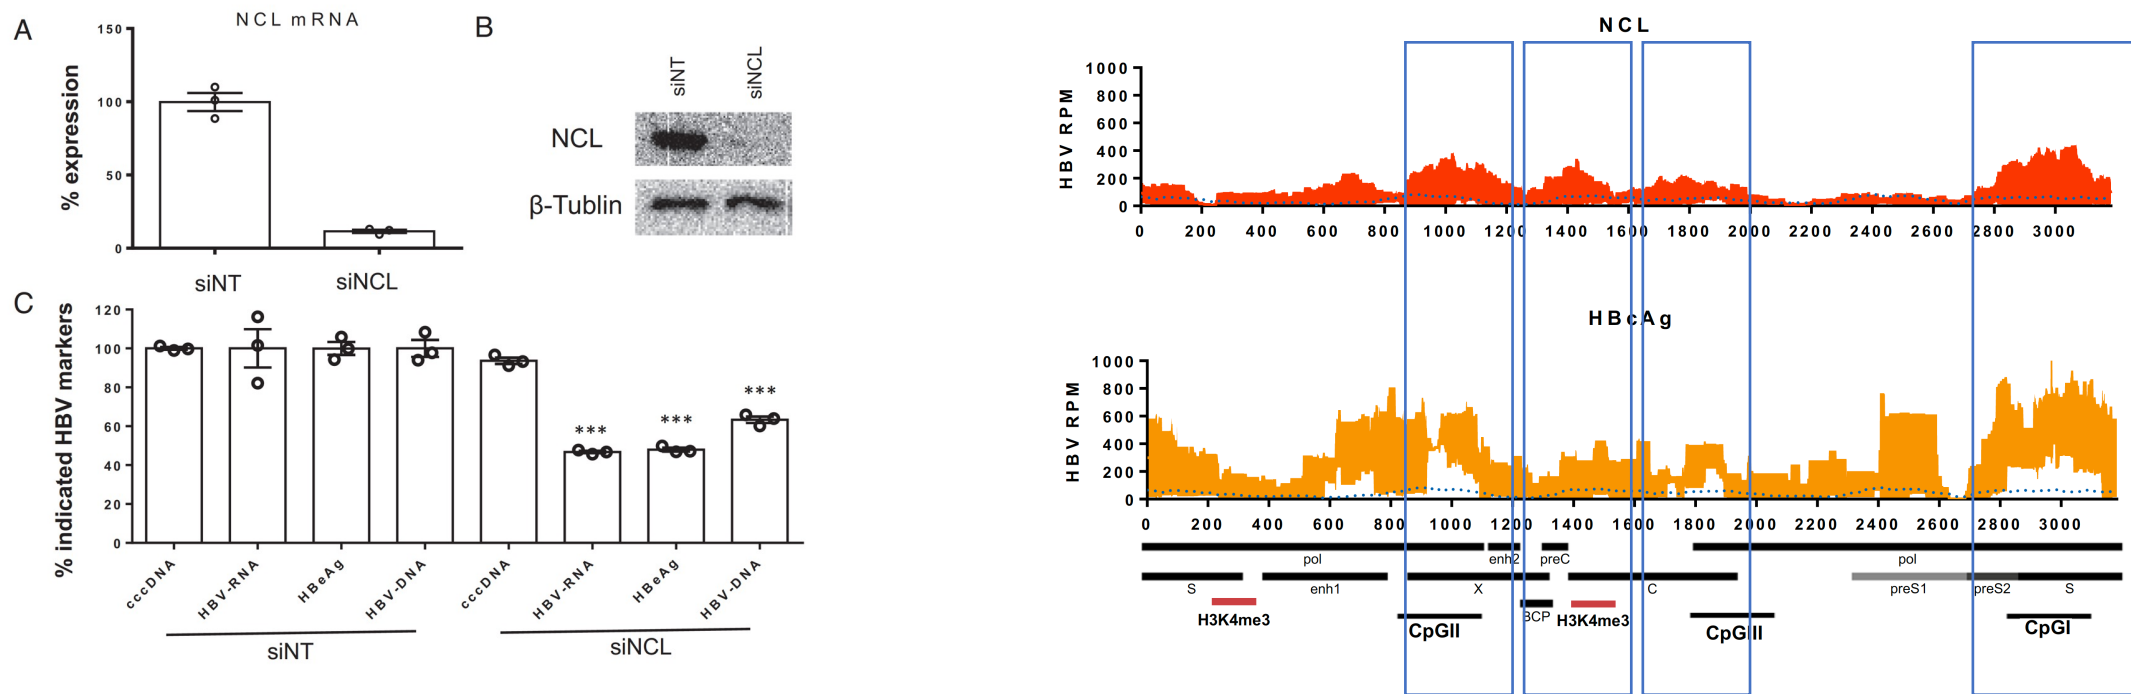 A
NCL mRNA
% expression
150
100
50
0
siNT
siNCL
B
siNT
siNCL
NCL
β-Tublin
C
% indicated HBV markers
120
100
80
60
40
20
0
***
***
***
cccDNA
HBV-RNA
HBeAg
HBV-DNA
cccDNA
HBV-RNA
HBeAg
HBV-DNA
siNT
siNCL
NCL
HBV RPM
1000
800
600
400
200
0
0 200 400 600 800 1000 1200 1400 1600 1800 2000 2200 2400 2600 2800 3000
HBcAg
HBV RPM
1000
800
600
400
200
0
0 200 400 600 800 1000 1200 1400 1600 1800 2000 2200 2400 2600 2800 3000
pol enh2 preC pol
S enh1 X C preS1 preS2 S
H3K4me3 BCP H3K4me3
CpGII CpGIII CpGI